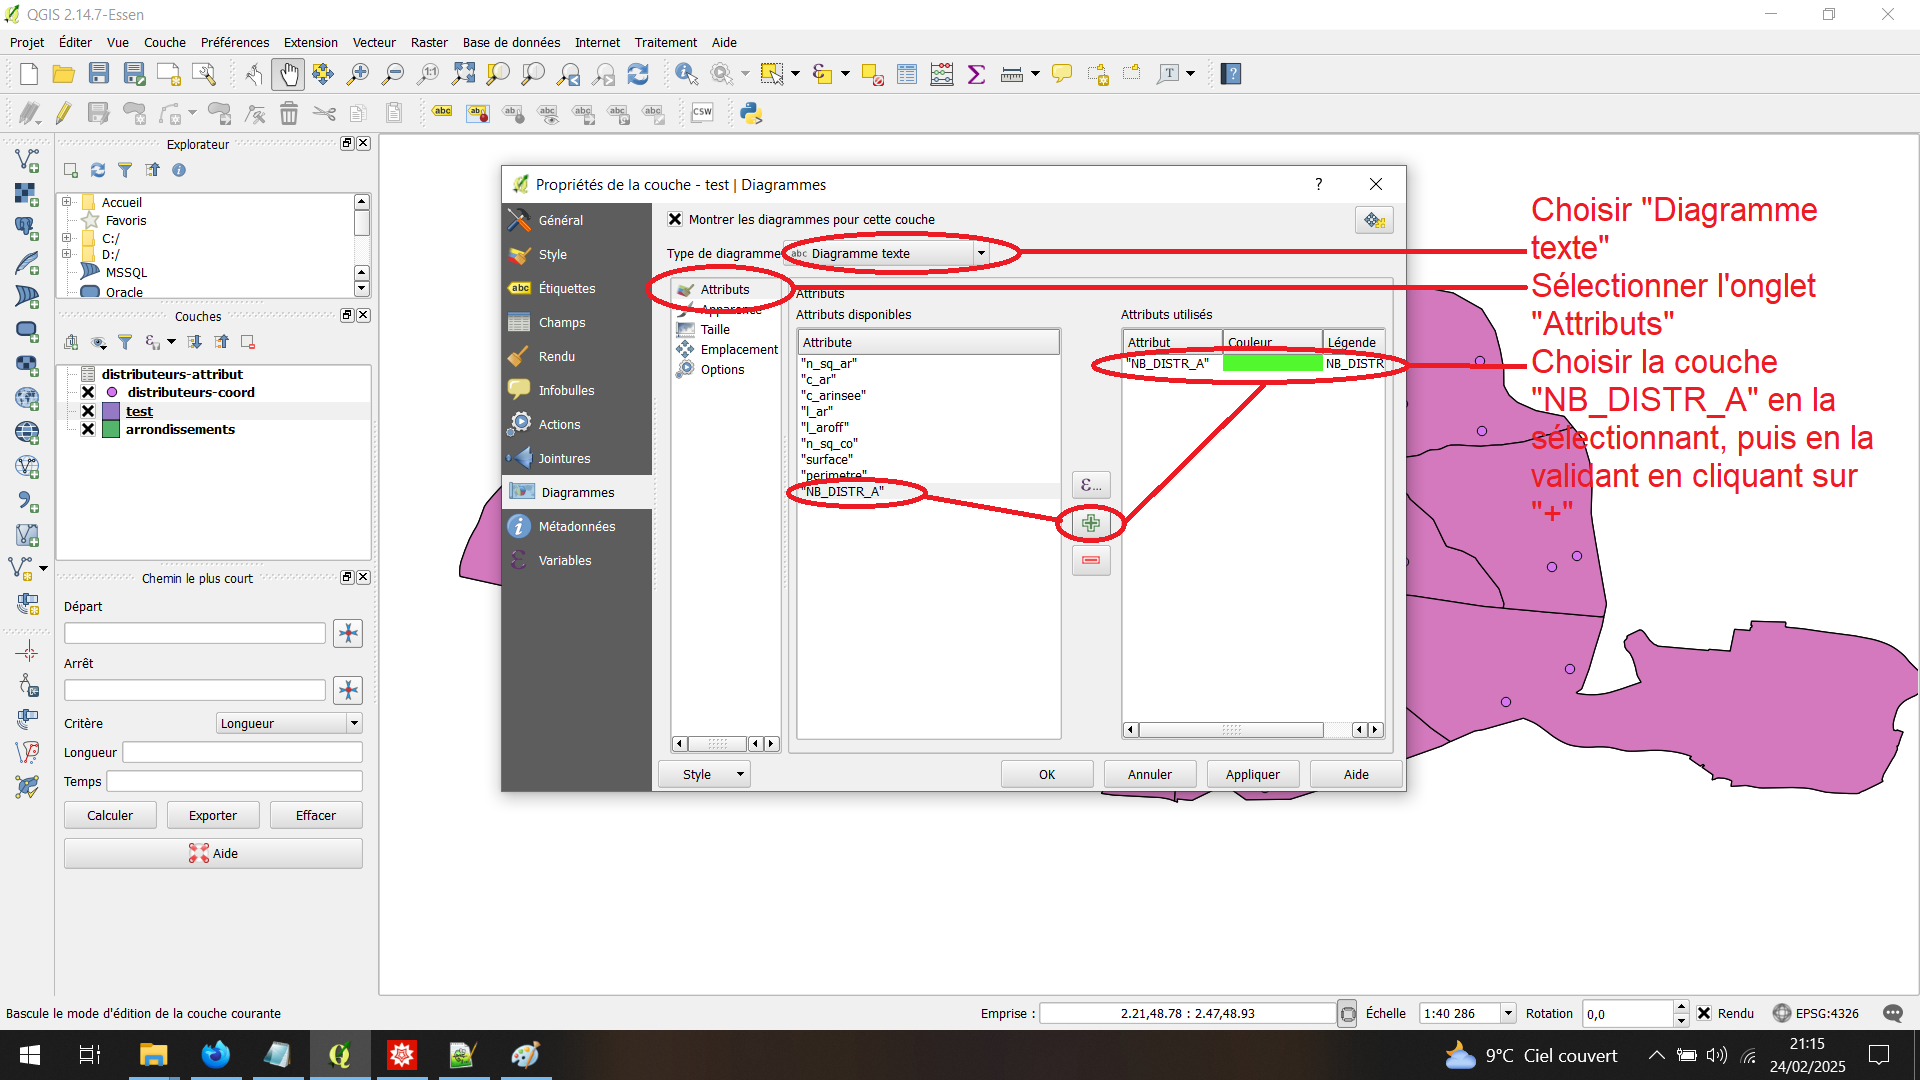 QGIS 2.14.7-Essen
Projet Éditer Vue Couche Préférences Extension Vecteur Raster Base de données Internet Traitement Aide
Explorateur
Accueil
Favoris
C:/
D:/
MSSQL
Oracle
Couches
distributeurs-attribut
distributeurs-coord
test
arrondissements
Chemin le plus court
Départ
Arrêt
Critère Longueur
Longueur
Temps
Calculer Exporter Effacer
Aide
Propriétés de la couche - test | Diagrammes
Général
Style
Étiquettes
Champs
Rendu
Infobulles
Actions
Jointures
Diagrammes
Métadonnées
Variables
Montrer les diagrammes pour cette couche
Type de diagramme abc Diagramme texte
Attributs
Apparence
Taille
Emplacement
Options
Attributs
Attributs disponibles
Attribute
"n_sq_ar"
"c_ar"
"c_arinsee"
"l_ar"
"l_aroff"
"n_sq_co"
"surface"
"perimetre"
"NB_DISTR_A"
ε...
Attributs utilisés
Attribut Couleur Légende
"NB_DISTR_A" NB_DISTR
Style OK Annuler Appliquer Aide
Choisir "Diagramme
texte"
Sélectionner l'onglet
"Attributs"
Choisir la couche
"NB_DISTR_A" en la
sélectionnant, puis en la
validant en cliquant sur
"+"
Bascule le mode d'édition de la couche courante
Emprise : 2.21,48.78 : 2.47,48.93 Échelle 1:40 286 Rotation 0,0 Rendu EPSG:4326
9°C Ciel couvert
21:15
24/02/2025